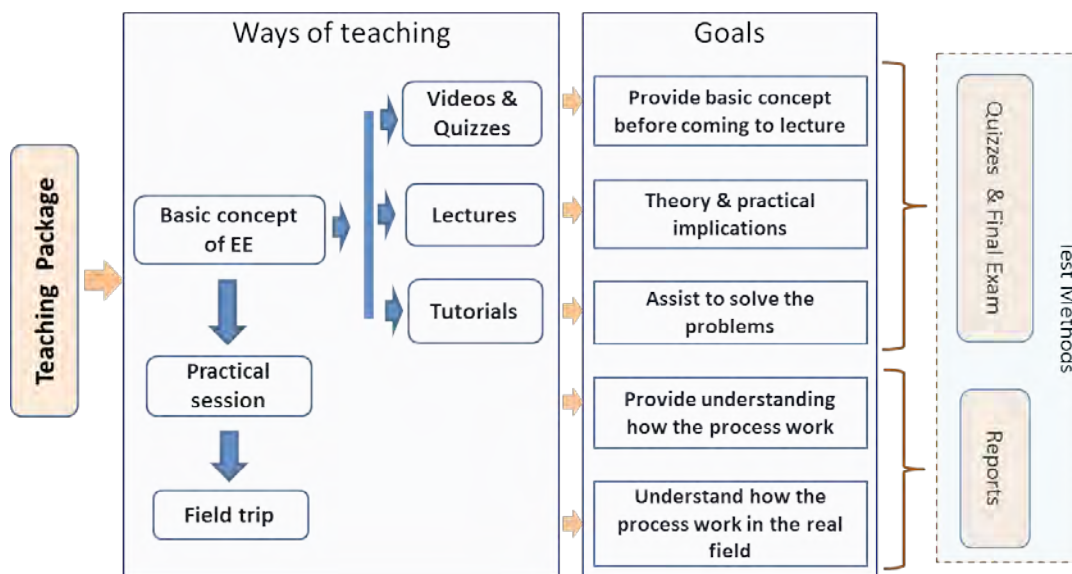 Teaching Package
Ways of teaching
Basic concept
of EE
Practical
session
Field trip
Videos &
Quizzes
Lectures
Tutorials
Goals
Provide basic concept
before coming to lecture
Theory & practical
implications
Assist to solve the
problems
Provide understanding
how the process work
Understand how the
process work in the real
field
Quizzes & Final Exam
Reports
Test Methods